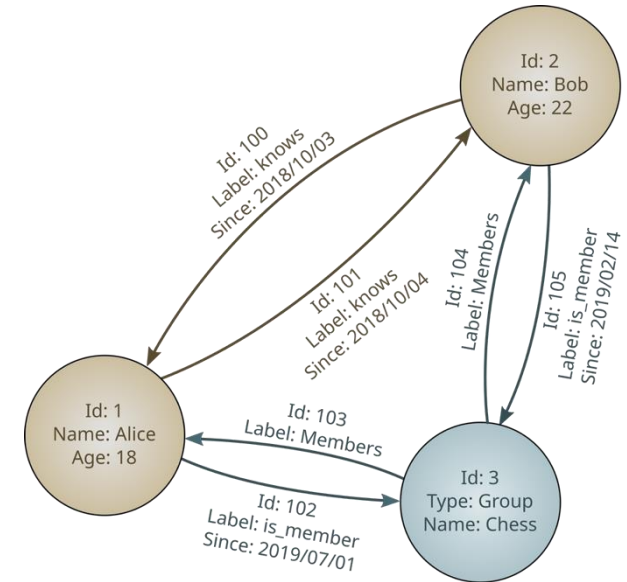 Id: 2
Name: Bob
Age: 22
Id: 100
Label: knows
Since: 2018/10/03
Id: 101
Label: knows
Since: 2018/10/04
Id: 104
Label: Members
Id: 105
Label: is_member
Since: 2019/02/14
Id: 1
Name: Alice
Age: 18
Id: 103
Label: Members
Id: 102
Label: is_member
Since: 2019/07/01
Id: 3
Type: Group
Name: Chess